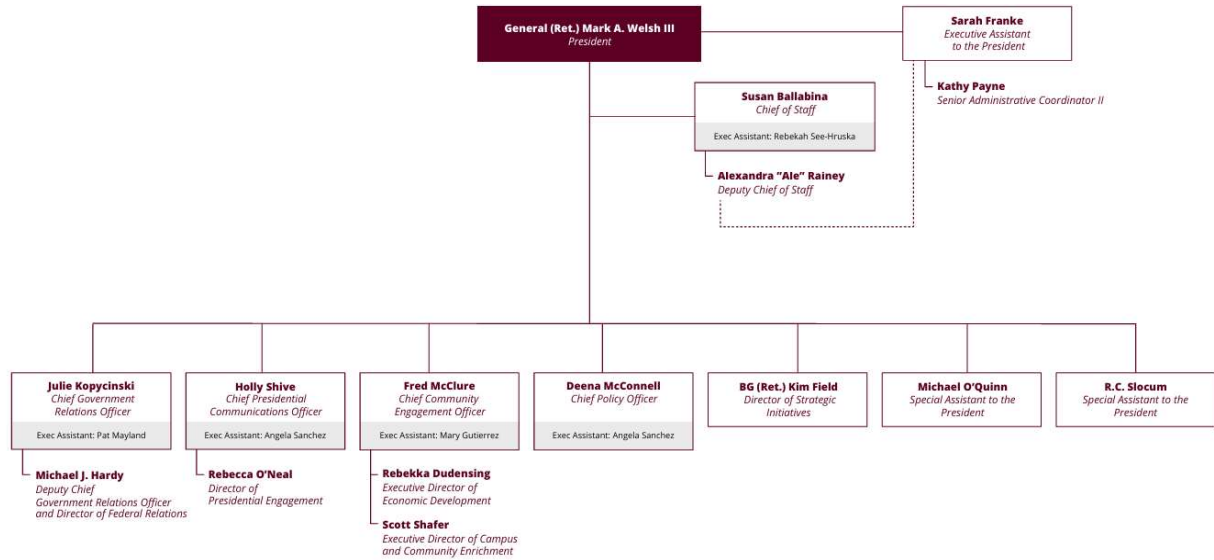 General (Ret.) Mark A. Welsh III
President
Sarah Franke
Executive Assistant
to the President
Kathy Payne
Senior Administrative Coordinator II
Susan Ballabina
Chief of Staff
Exec Assistant: Rebekah See-Hruska
Alexandra “Ale” Rainey
Deputy Chief of Staff
Julie Kopycinski
Chief Government
Relations Officer
Exec Assistant: Pat Mayland
Michael J. Hardy
Deputy Chief
Government Relations Officer
and Director of Federal Relations
Holly Shive
Chief Presidential
Communications Officer
Exec Assistant: Angela Sanchez
Rebecca O’Neal
Director of
Presidential Engagement
Fred McClure
Chief Community
Engagement Officer
Exec Assistant: Mary Gutierrez
Rebekka Dudensing
Executive Director of
Economic Development
Scott Shafer
Executive Director of Campus
and Community Enrichment
Deena McConnell
Chief Policy Officer
Exec Assistant: Angela Sanchez
BG (Ret.) Kim Field
Director of Strategic
Initiatives
Michael O’Quinn
Special Assistant to the
President
R.C. Slocum
Special Assistant to the
President